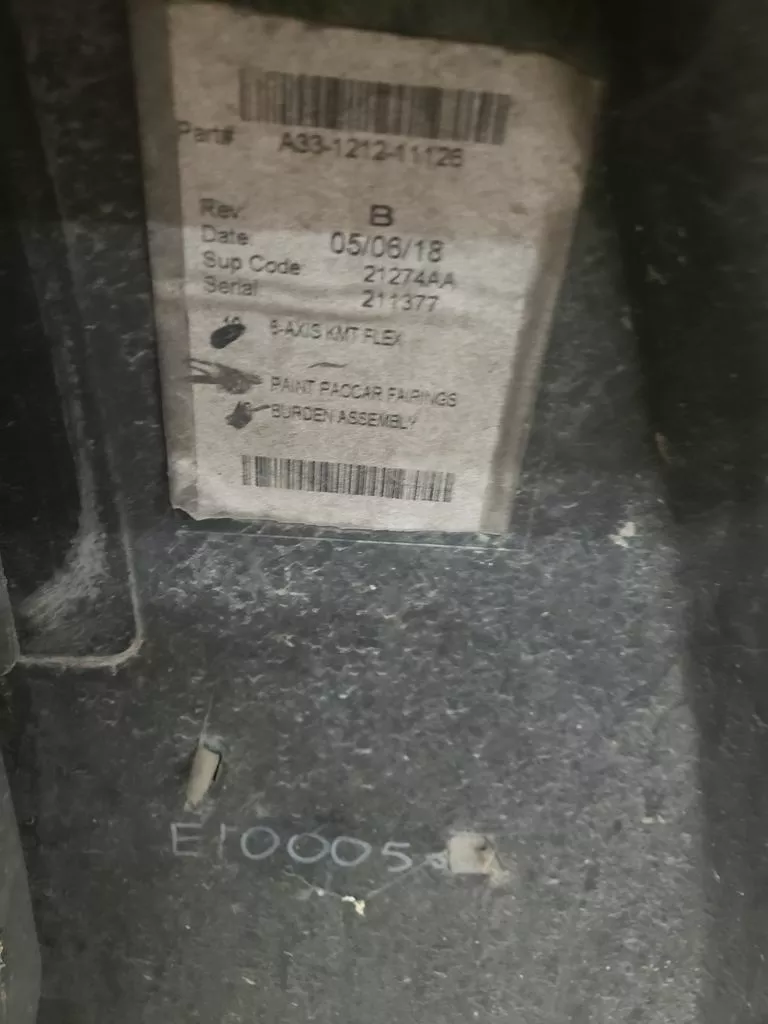 Part# A33-1212-11126
Rev: B
Date: 05/06/18
Sup Code: 21274AA
Serial 211377
6-AXIS KMT FLEX
PAINT PACCAR FAIRINGS
BURDEN ASSEMBLY
E10005